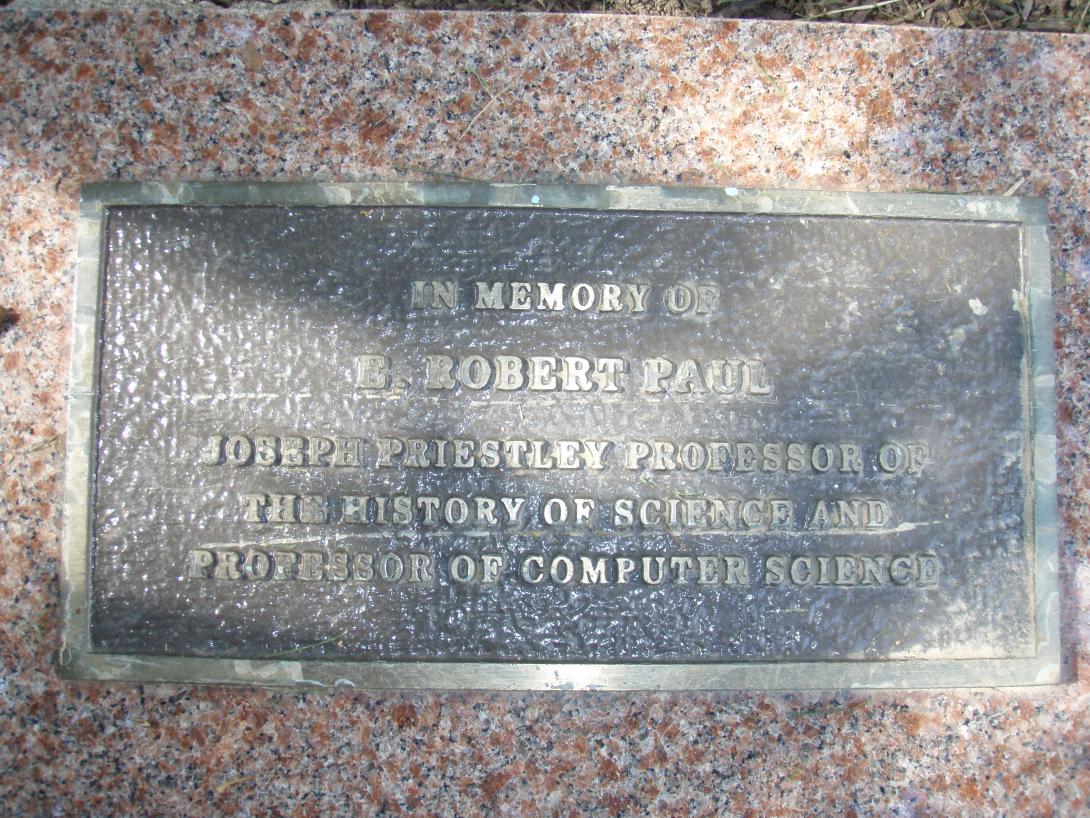 IN MEMORY OF
E. ROBERT PAUL
JOSEPH PRIESTLEY PROFESSOR OF
THE HISTORY OF SCIENCE AND
PROFESSOR OF COMPUTER SCIENCE